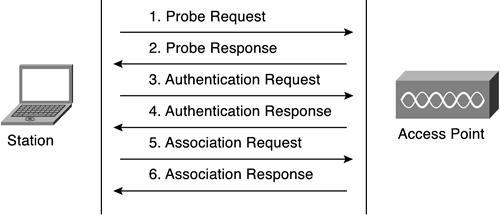 1. Probe Request
2. Probe Response
3. Authentication Request
4. Authentication Response
5. Association Request
6. Association Response
Station
Access Point